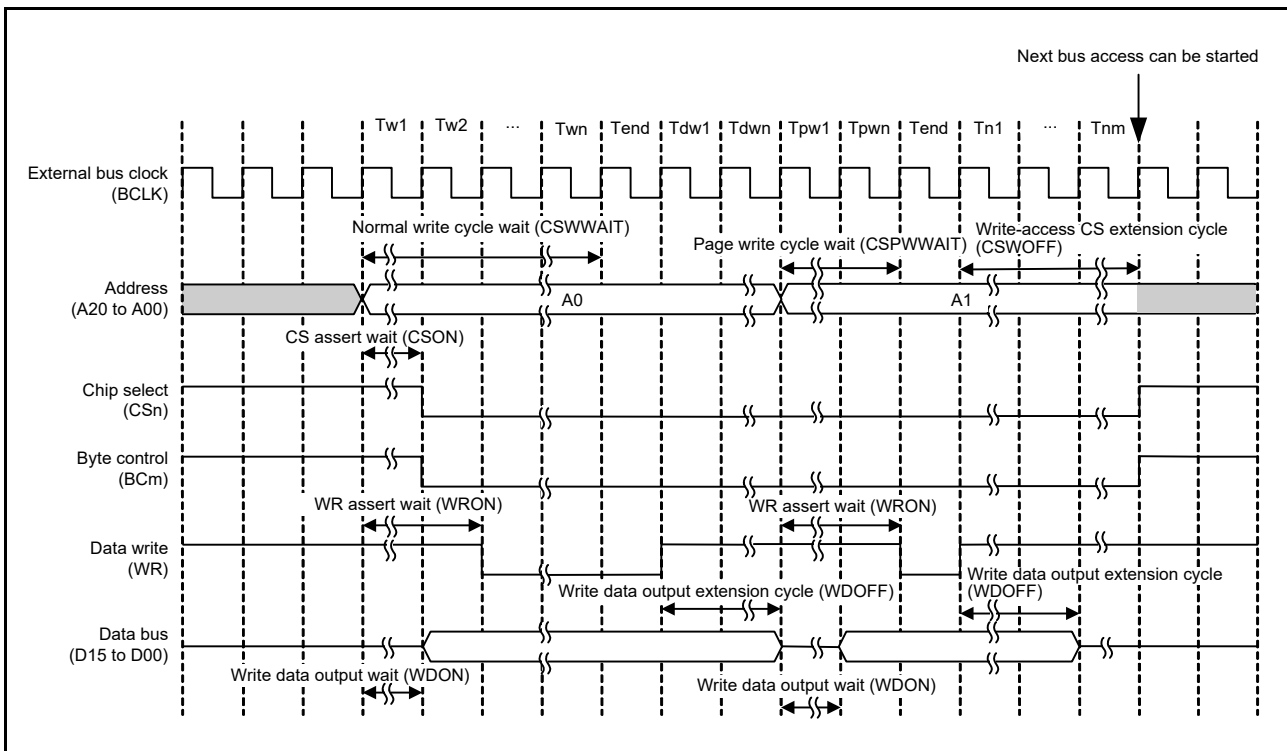 Next bus access can be started
Tw1 Tw2 ... Twn Tend Tdw1 Tdwn Tpw1 Tpwn Tend Tn1 ... Tnm
External bus clock
(BCLK)
Normal write cycle wait (CSWWAIT)
Page write cycle wait (CSPWWAIT)
Write-access CS extension cycle
(CSWOFF)
Address
(A20 to A00)
A0
A1
CS assert wait (CSON)
Chip select
(CSn)
Byte control
(BCm)
WR assert wait (WRON)
WR assert wait (WRON)
Data write
(WR)
Write data output extension cycle (WDOFF)
Write data output extension cycle
(WDOFF)
Data bus
(D15 to D00)
Write data output wait (WDON)
Write data output wait (WDON)